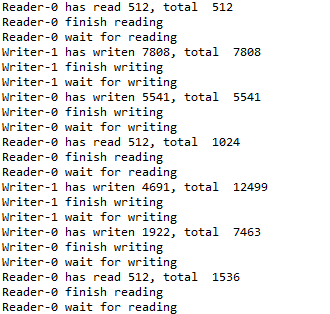 Reader-0 has read 512, total  512
Reader-0 finish reading
Reader-0 wait for reading
Writer-1 has writen 7808, total  7808
Writer-1 finish writing
Writer-1 wait for writing
Writer-0 has writen 5541, total  5541
Writer-0 finish writing
Writer-0 wait for writing
Reader-0 has read 512, total  1024
Reader-0 finish reading
Reader-0 wait for reading
Writer-1 has writen 4691, total  12499
Writer-1 finish writing
Writer-1 wait for writing
Writer-0 has writen 1922, total  7463
Writer-0 finish writing
Writer-0 wait for writing
Reader-0 has read 512, total  1536
Reader-0 finish reading
Reader-0 wait for reading